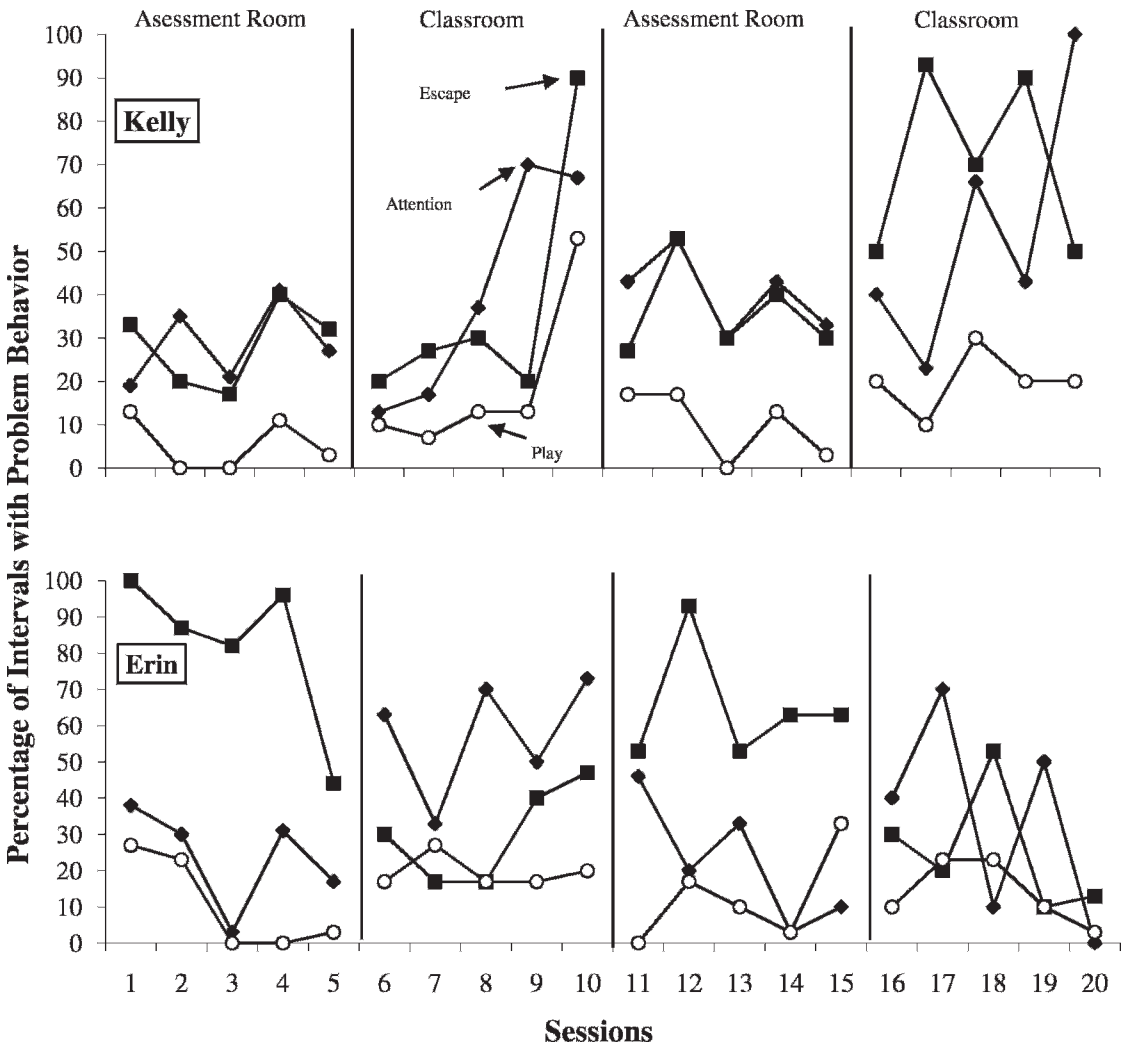 Asessment Room Classroom Assessment Room Classroom
100
90
80
70
60
50
40
30
20
10
0
Kelly
Escape
Attention
Play
Percentage of Intervals with Problem Behavior
100
90
80
70
60
50
40
30
20
10
0
Erin
1 2 3 4 5 6 7 8 9 10 11 12 13 14 15 16 17 18 19 20
Sessions